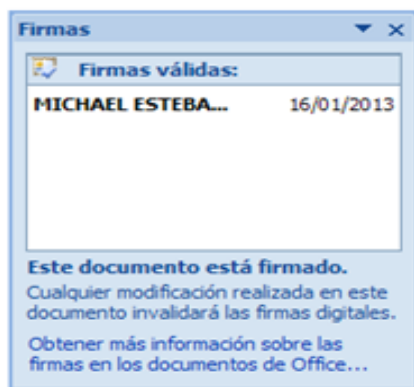 Firmas
Firmas válidas:
MICHAEL ESTEBA... 16/01/2013
Este documento está firmado.
Cualquier modificación realizada en este
documento invalidará las firmas digitales.
Obtener más información sobre las
firmas en los documentos de Office...